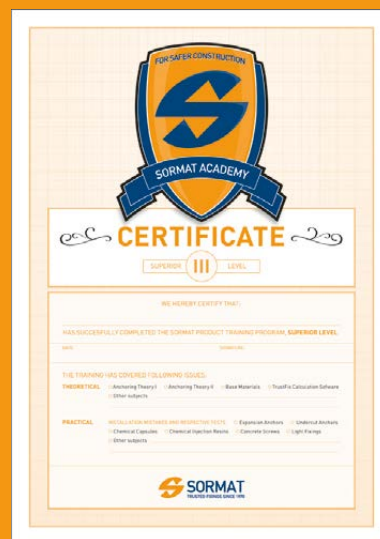 FOR SAFER CONSTRUCTION
SORMAT ACADEMY
CERTIFICATE
SUPERIOR III LEVEL
WE HEREBY CERTIFY THAT:
HAS SUCCESFULLY COMPLETED THE SORMAT PRODUCT TRAINING PROGRAM, SUPERIOR LEVEL
DATE SIGNATURE
THE TRAINING HAS COVERED FOLLOWING ISSUES:
THEORETICAL Anchoring Theory I Anchoring Theory II Base Materials TrustFix Calculation Software
Other subjects
PRACTICAL INSTALLATION MISTAKES AND RESPECTIVE TESTS Expansion Anchors Undercut Anchors
Chemical Capsules Chemical Injection Resins Concrete Screws Light Fixings
Other subjects
SORMAT
TRUSTED FIXINGS SINCE 1970